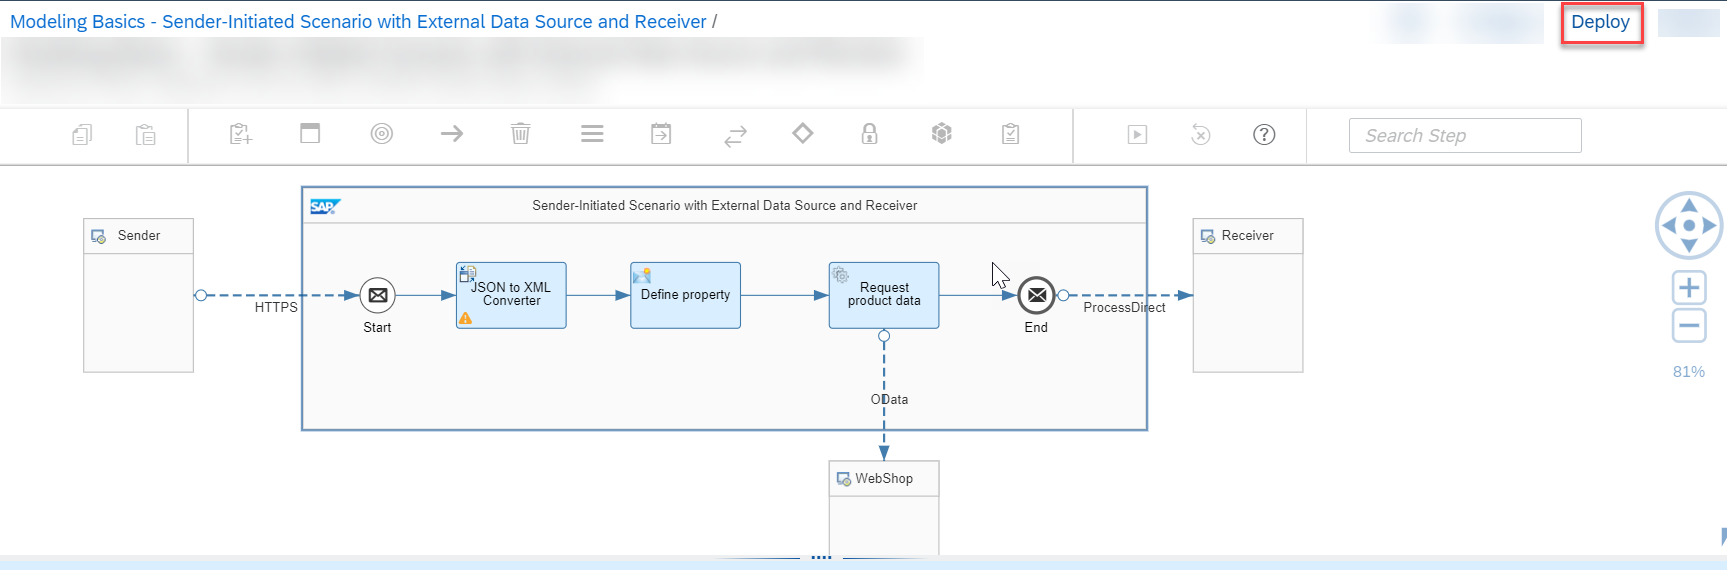 Modeling Basics - Sender-Initiated Scenario with External Data Source and Receiver /
Deploy
Search Step
SAP
Sender-Initiated Scenario with External Data Source and Receiver
Sender
Receiver
JSON to XML
Converter
Define property
Request
product data
HTTPS
ProcessDirect
Start
End
OData
81%
WebShop